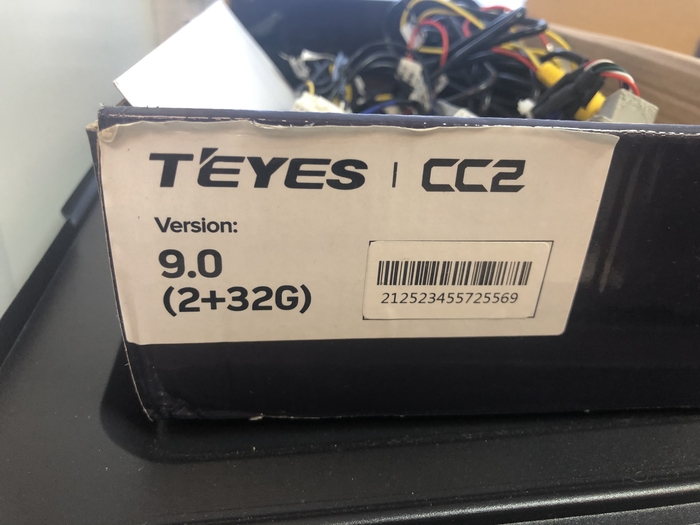 T'EYES | CC2
Version:
9.0
(2+32G)
212523455725569